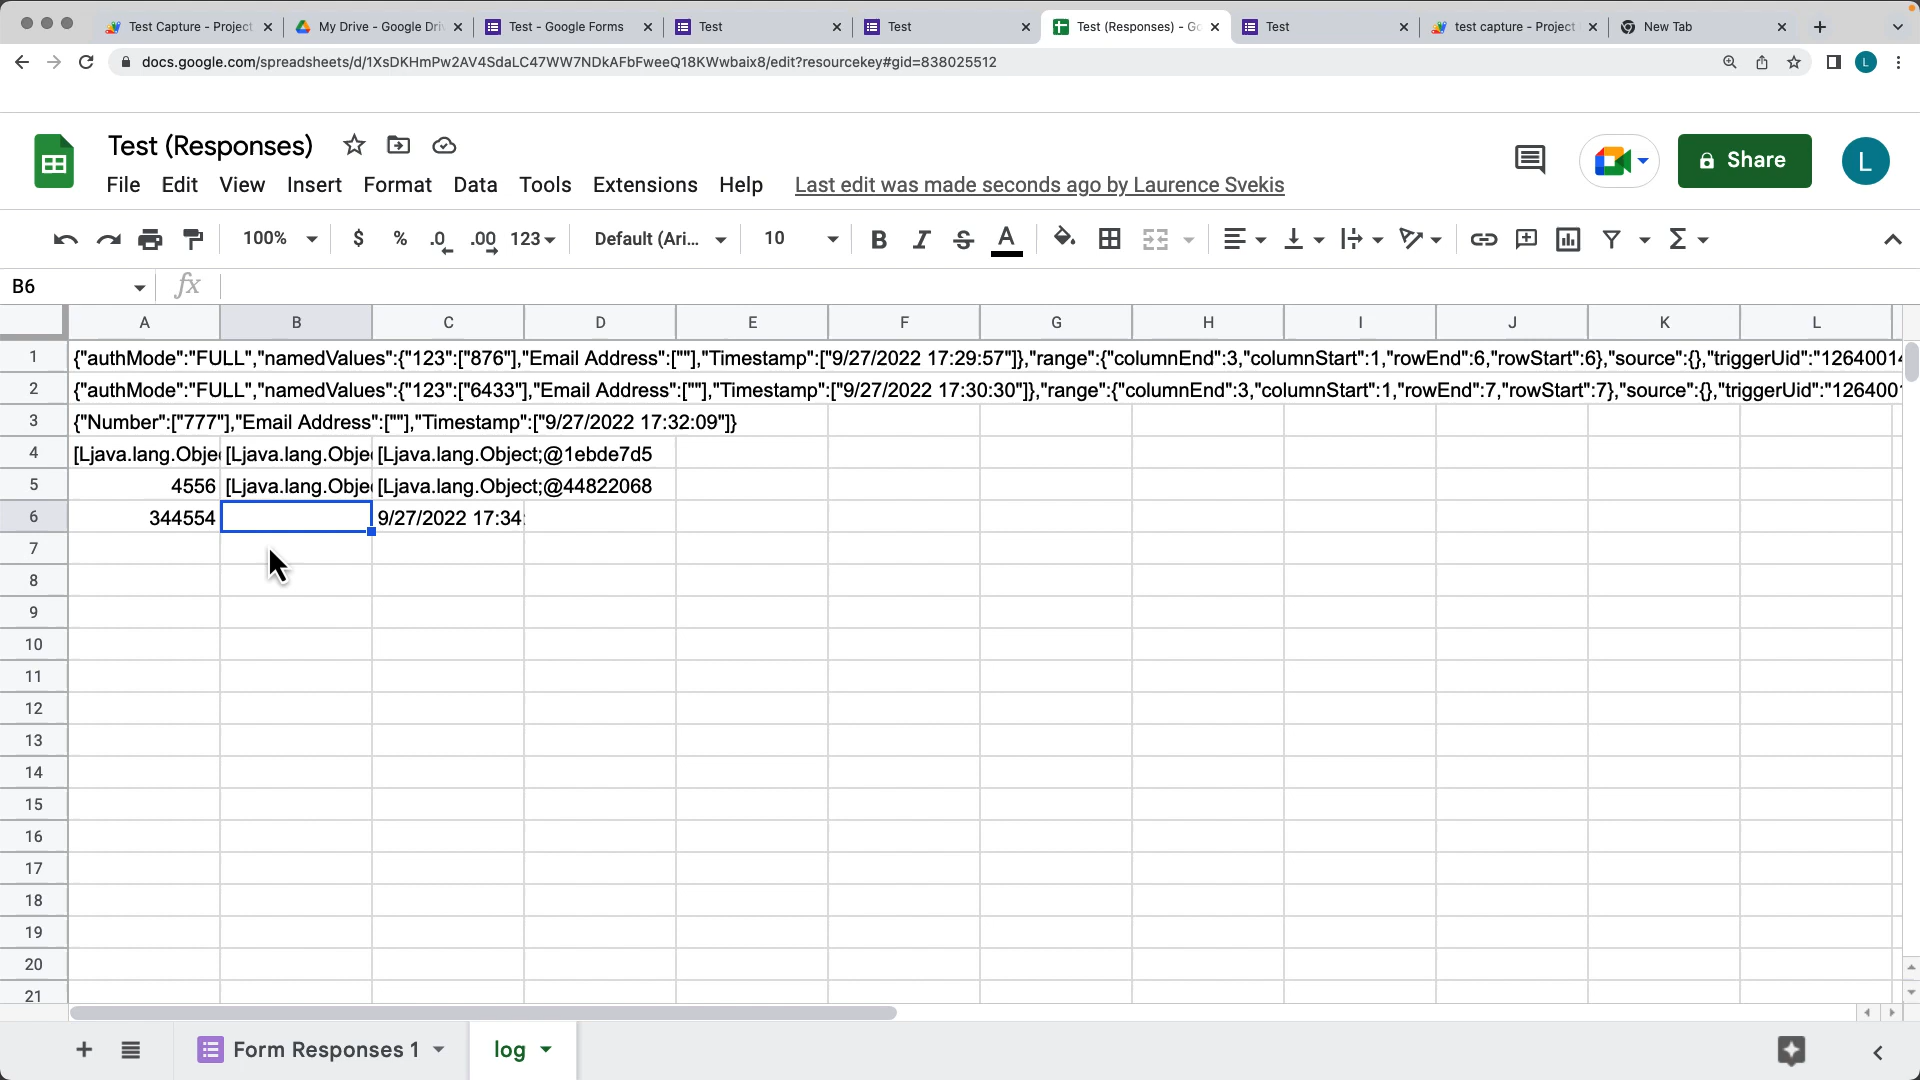 Test Capture - Project
My Drive - Google Dri
Test - Google Forms
Test
Test
Test (Responses) - Go
Test
test capture - Project
New Tab
docs.google.com/spreadsheets/d/1XsDKHmPw2AV4SdaLC47WW7NDkAFbFweeQ18KWwbaix8/edit?resourcekey#gid=838025512
L
Test (Responses)
Share
L
File Edit View Insert Format Data Tools Extensions Help Last edit was made seconds ago by Laurence Svekis
100% $ % .0 .00 123 Default (Ari... 10 B I S A Σ
B6 fx
A B C D E F G H I J K L
1 {"authMode":"FULL","namedValues":{"123":["876"],"Email Address":[""],"Timestamp":["9/27/2022 17:29:57"]},"range":{"columnEnd":3,"columnStart":1,"rowEnd":6,"rowStart":6},"source":{},"triggerUid":"12640014
2 {"authMode":"FULL","namedValues":{"123":["6433"],"Email Address":[""],"Timestamp":["9/27/2022 17:30:30"]},"range":{"columnEnd":3,"columnStart":1,"rowEnd":7,"rowStart":7},"source":{},"triggerUid":"126400
3 {"Number":["777"],"Email Address":[""],"Timestamp":["9/27/2022 17:32:09"]}
4 [Ljava.lang.Obje [Ljava.lang.Obje [Ljava.lang.Object;@1ebde7d5
5 4556 [Ljava.lang.Obje [Ljava.lang.Object;@44822068
6 344554 9/27/2022 17:34:
7
8
9
10
11
12
13
14
15
16
17
18
19
20
21
Form Responses 1 log